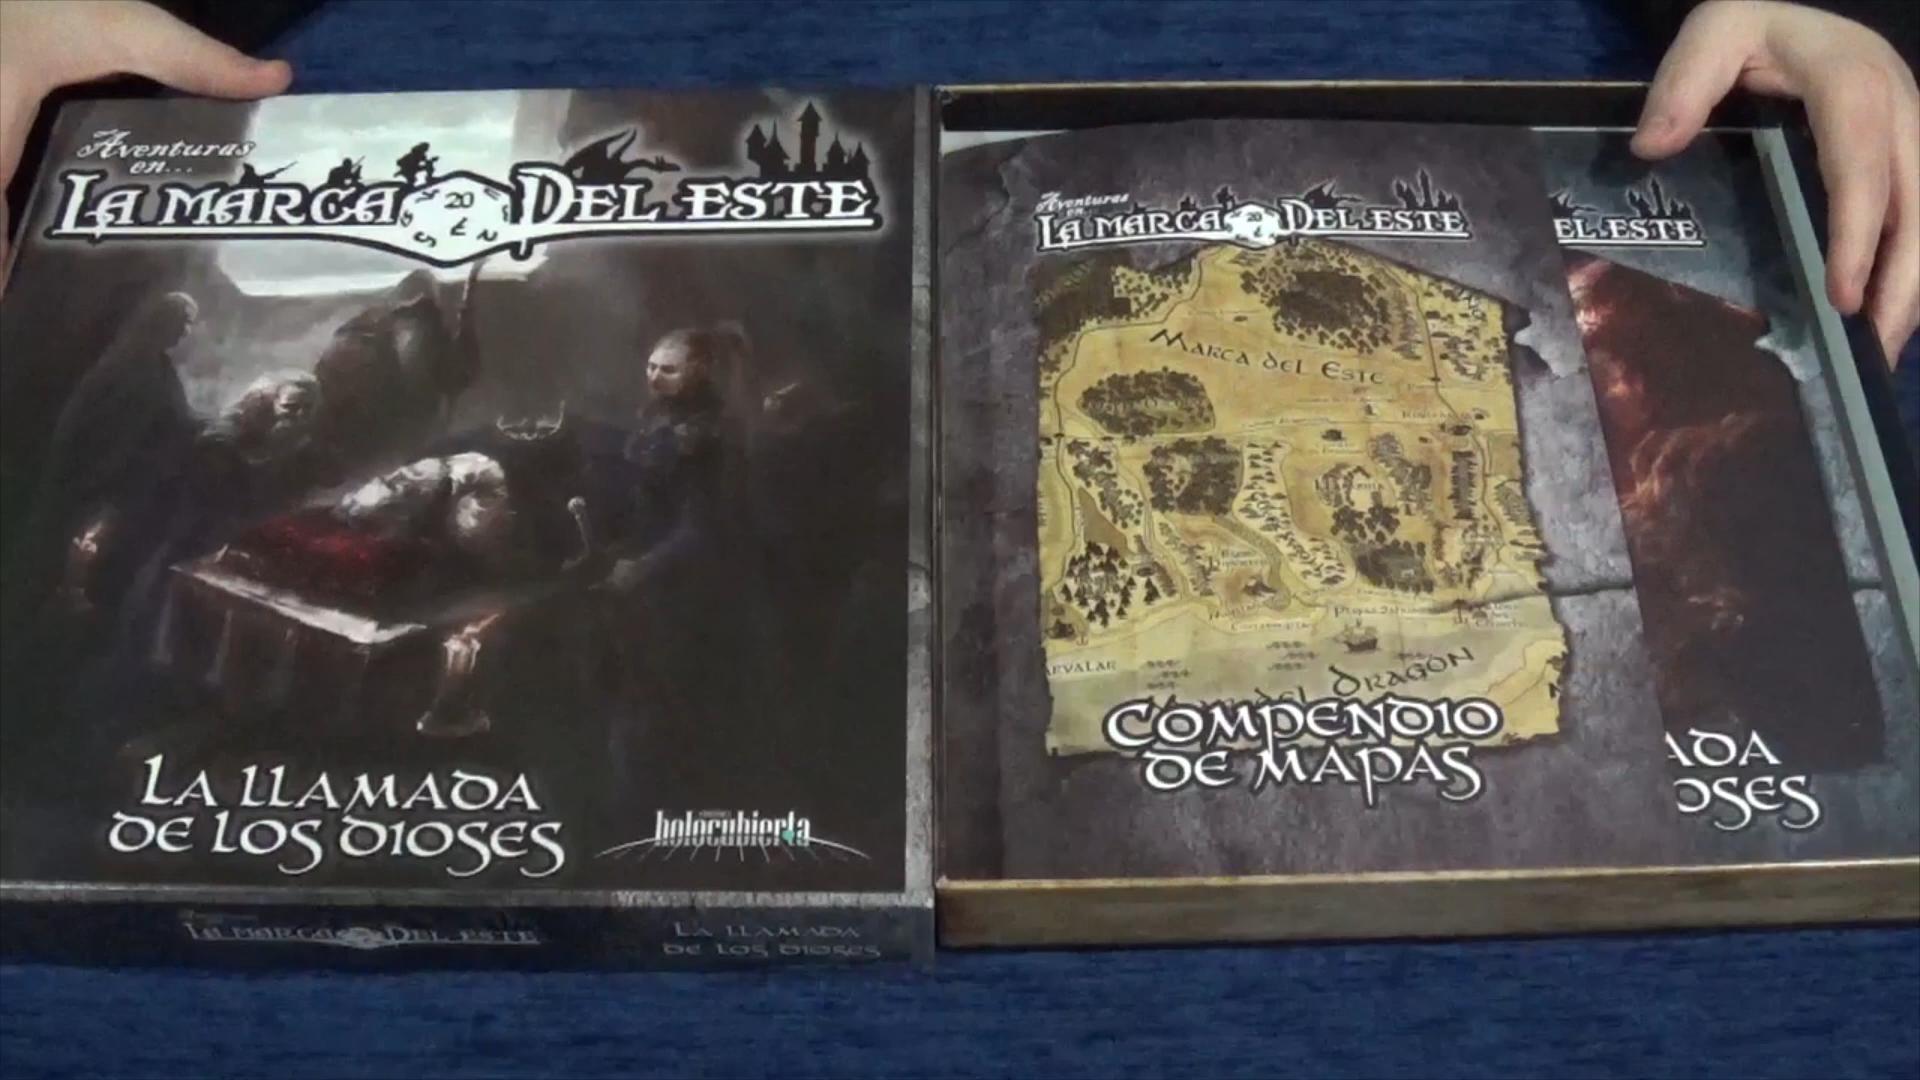 Aventuras
en...
LA MARCA DEL ESTE
20
LA LLAMADA
DE LOS DIOSES
holocubierta
LA MARCA DEL ESTE
LA LLAMADA
DE LOS DIOSES
Aventuras
en...
LA MARCA DEL ESTE
20
MARCA DEL ESTE
DEL DRAGÓN
COMPENDIO
DE MAPAS
EL ESTE
ADA
OSES